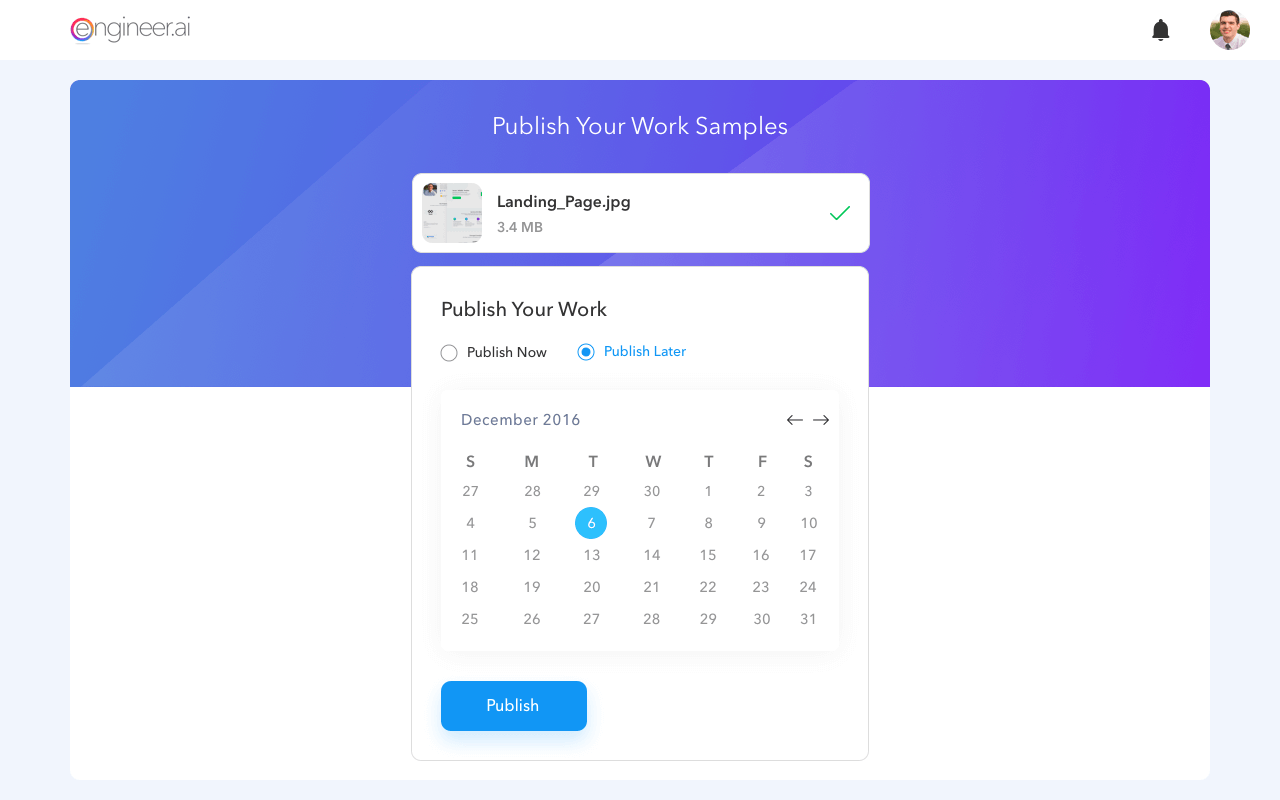 engineer.ai
Publish Your Work Samples
Landing_Page.jpg
3.4 MB
Publish Your Work
Publish Now Publish Later
December 2016
S M T W T F S
27 28 29 30 1 2 3
4 5 6 7 8 9 10
11 12 13 14 15 16 17
18 19 20 21 22 23 24
25 26 27 28 29 30 31
Publish